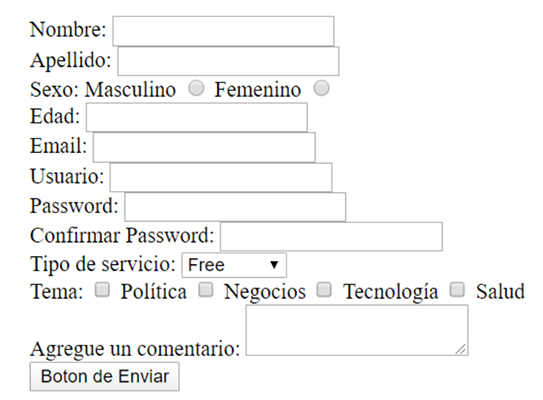 Nombre:
Apellido:
Sexo: Masculino Femenino
Edad:
Email:
Usuario:
Password:
Confirmar Password:
Tipo de servicio: Free
Tema: Política Negocios Tecnología Salud
Agregue un comentario:
Boton de Enviar